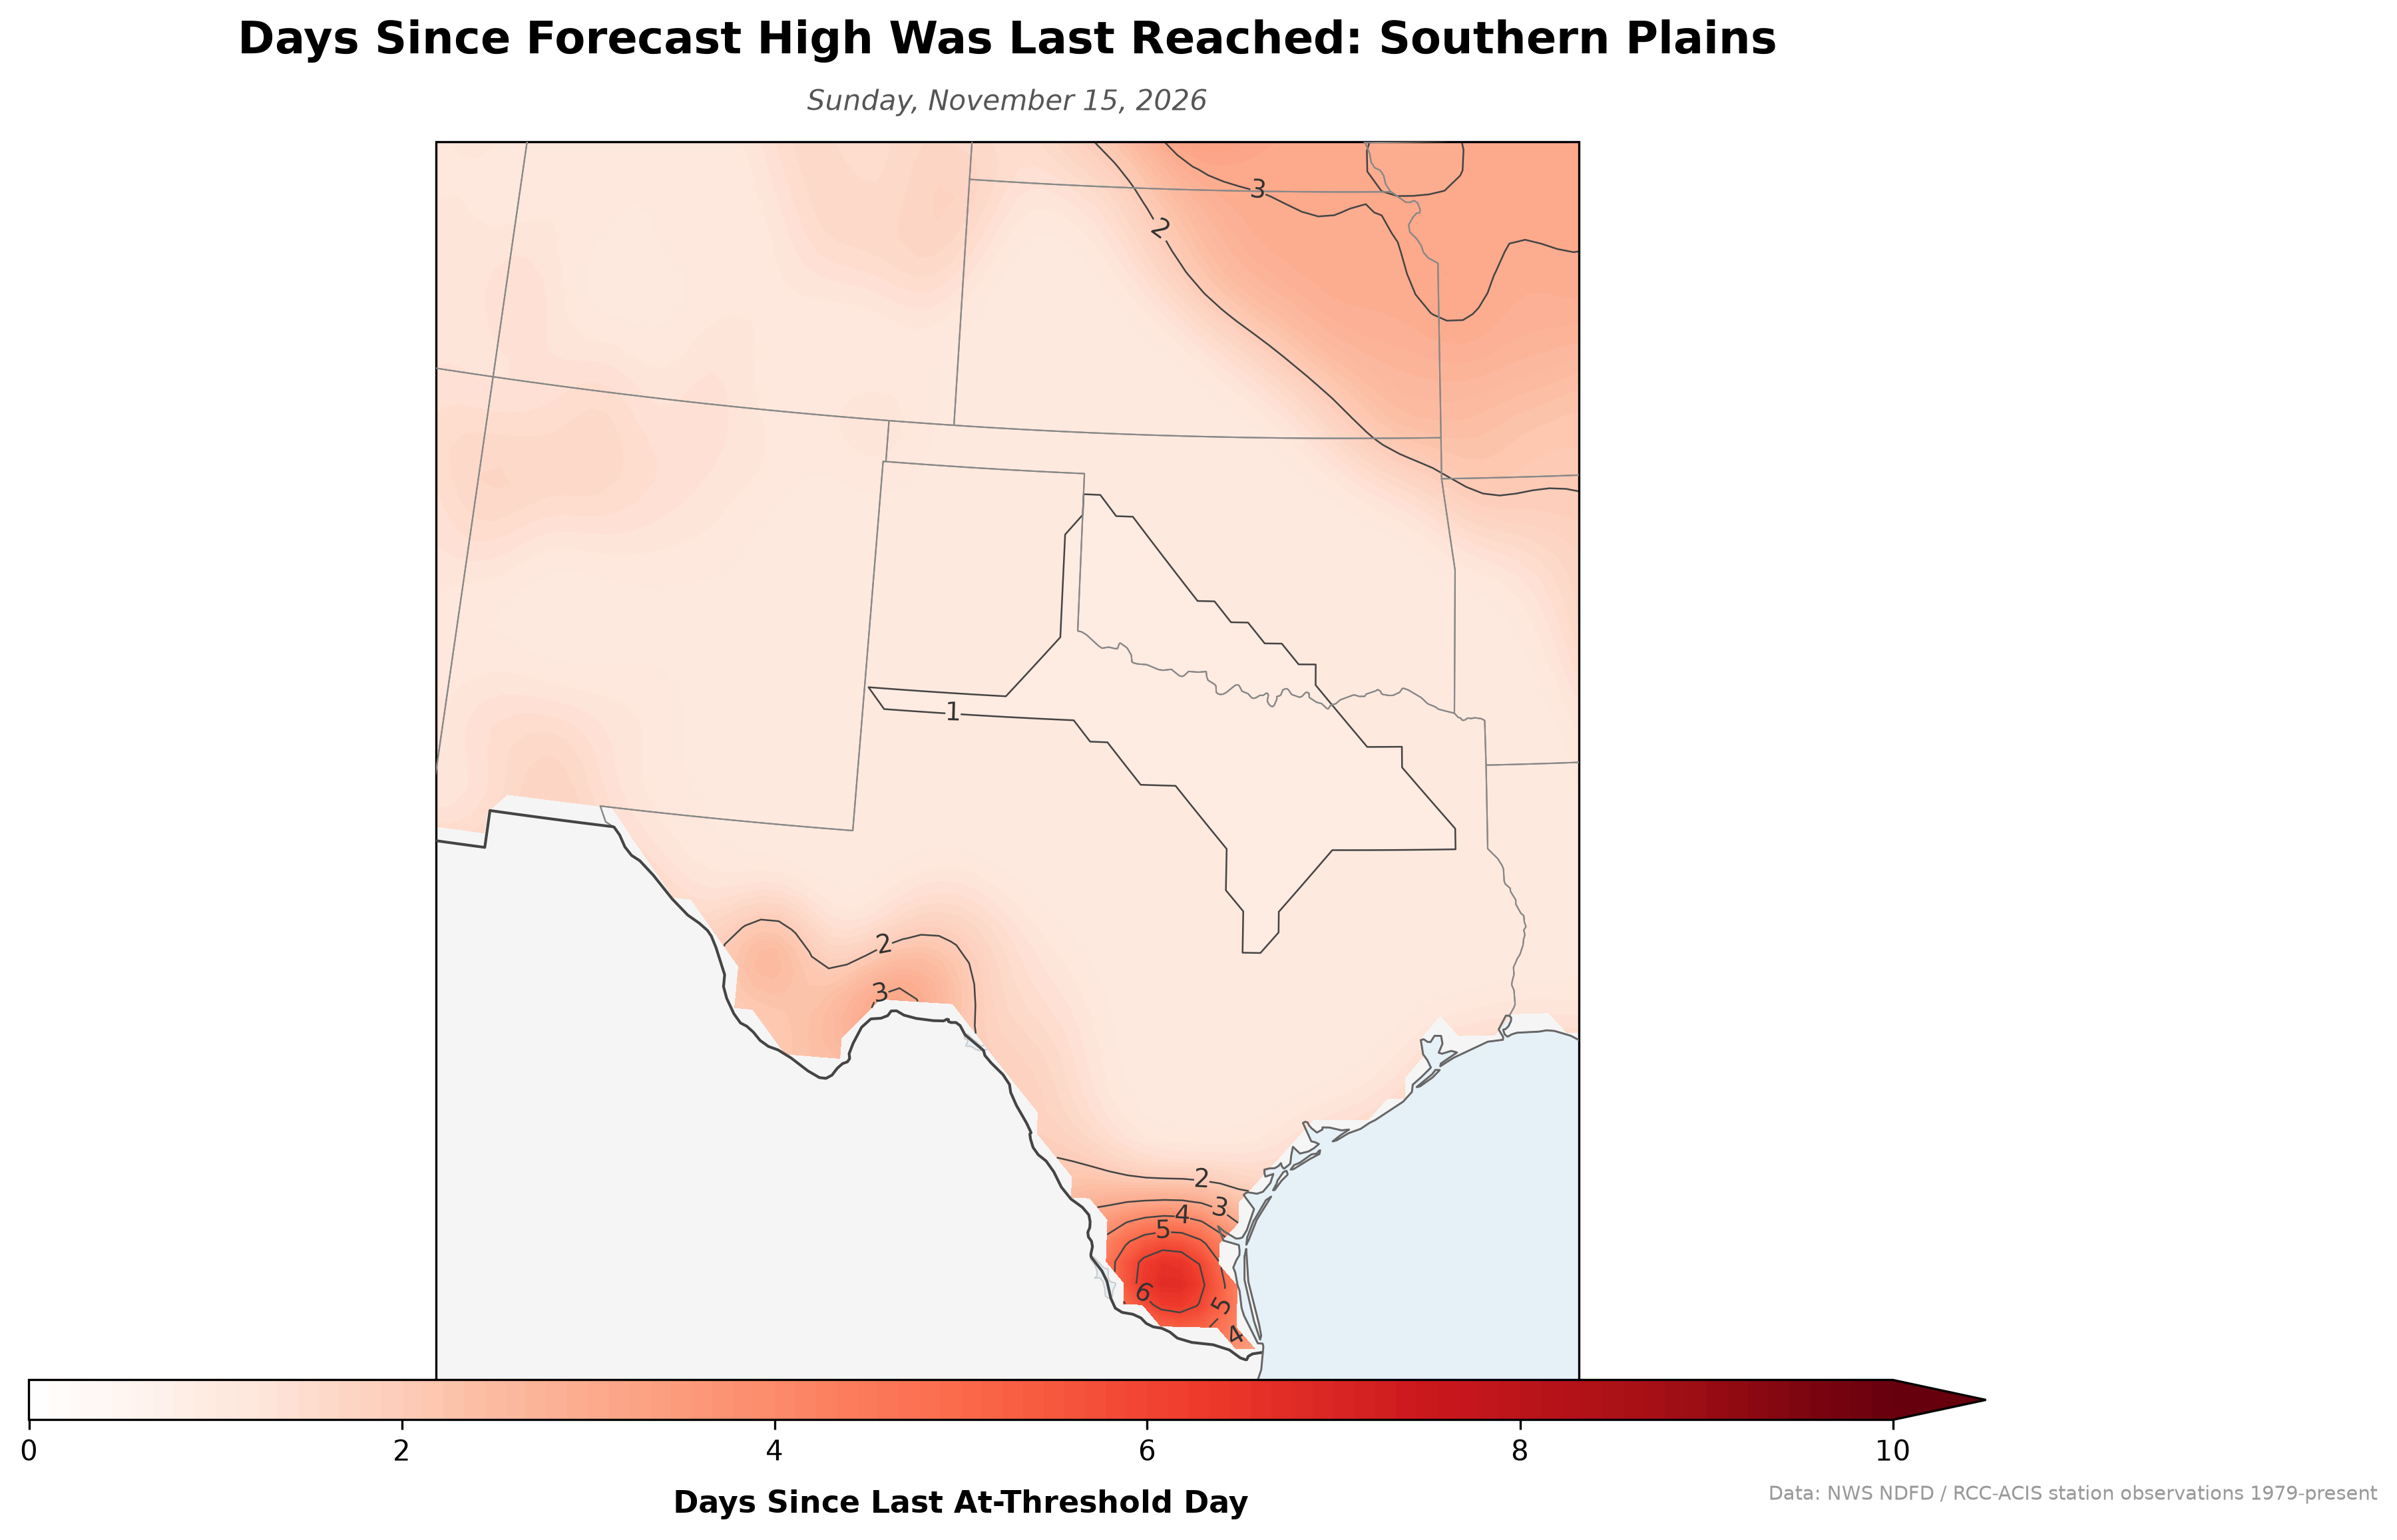 Days Since Forecast High Was Last Reached: Southern Plains
Sunday, November 15, 2026
3
2
1
2
3
2
3
4
5
6
5
4
0 2 4 6 8 10
Days Since Last At-Threshold Day
Data: NWS NDFD / RCC-ACIS station observations 1979-present